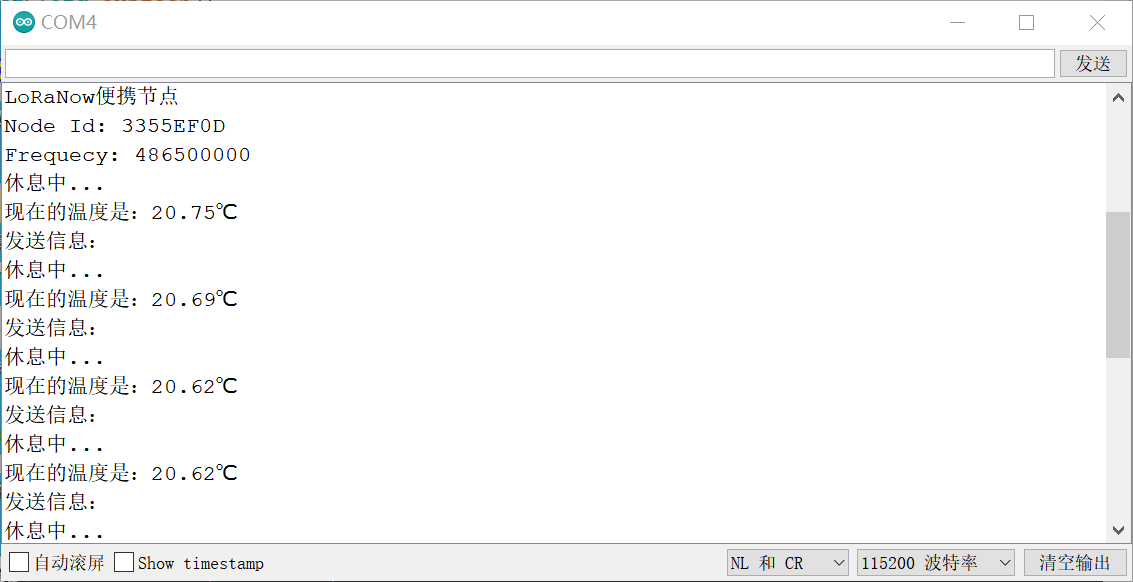 COM4
发送
LoRaNow便携节点
Node Id: 3355EF0D
Frequecy: 486500000
休息中...
现在的温度是：20.75℃
发送信息：
休息中...
现在的温度是：20.69℃
发送信息：
休息中...
现在的温度是：20.62℃
发送信息：
休息中...
现在的温度是：20.62℃
发送信息：
休息中...
自动滚屏 Show timestamp NL 和 CR 115200 波特率 清空输出